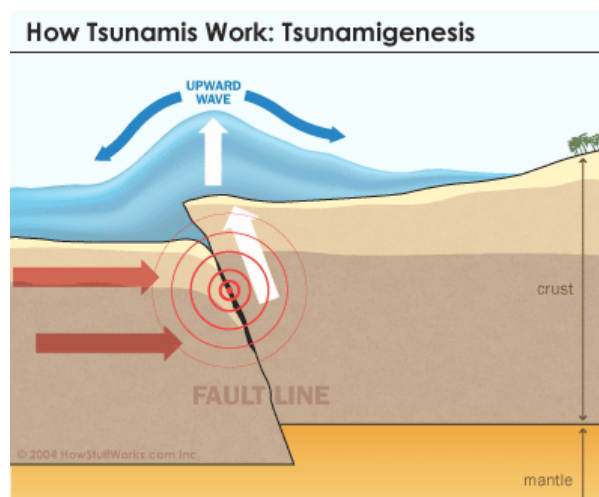 How Tsunamis Work: Tsunamigenesis
UPWARD
WAVE
crust
FAULT LINE
© 2004 HowStuffWorks.com Inc.
mantle